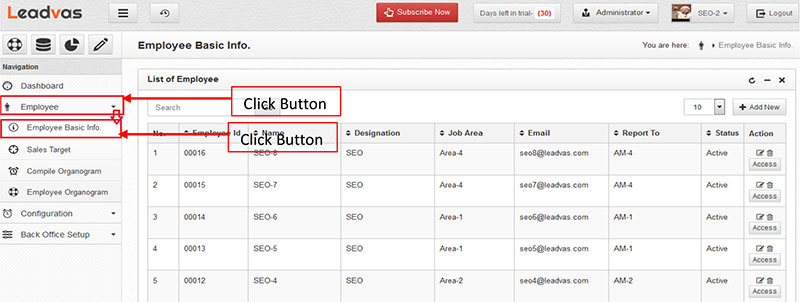 Leadvas
Subscribe Now
Days left in trial- (30)
Administrator
SEO-2
Logout
Navigation
Dashboard
Employee
Employee Basic Info.
Sales Target
Compile Organogram
Employee Organogram
Configuration
Back Office Setup
Employee Basic Info.
You are here: Employee Basic Info.
List of Employee
Click Button
Click Button
Search
10
Add New
No. Employee Id Name Designation Job Area Email Report To Status Action
1 00016 SEO-8 SEO Area-4 seo8@leadvas.com AM-4 Active
Access
2 00015 SEO-7 SEO Area-4 seo7@leadvas.com AM-4 Active
Access
3 00014 SEO-6 SEO Area-1 seo6@leadvas.com AM-1 Active
Access
4 00013 SEO-5 SEO Area-1 seo5@leadvas.com AM-1 Active
Access
5 00012 SEO-4 SEO Area-2 seo4@leadvas.com AM-2 Active
Access